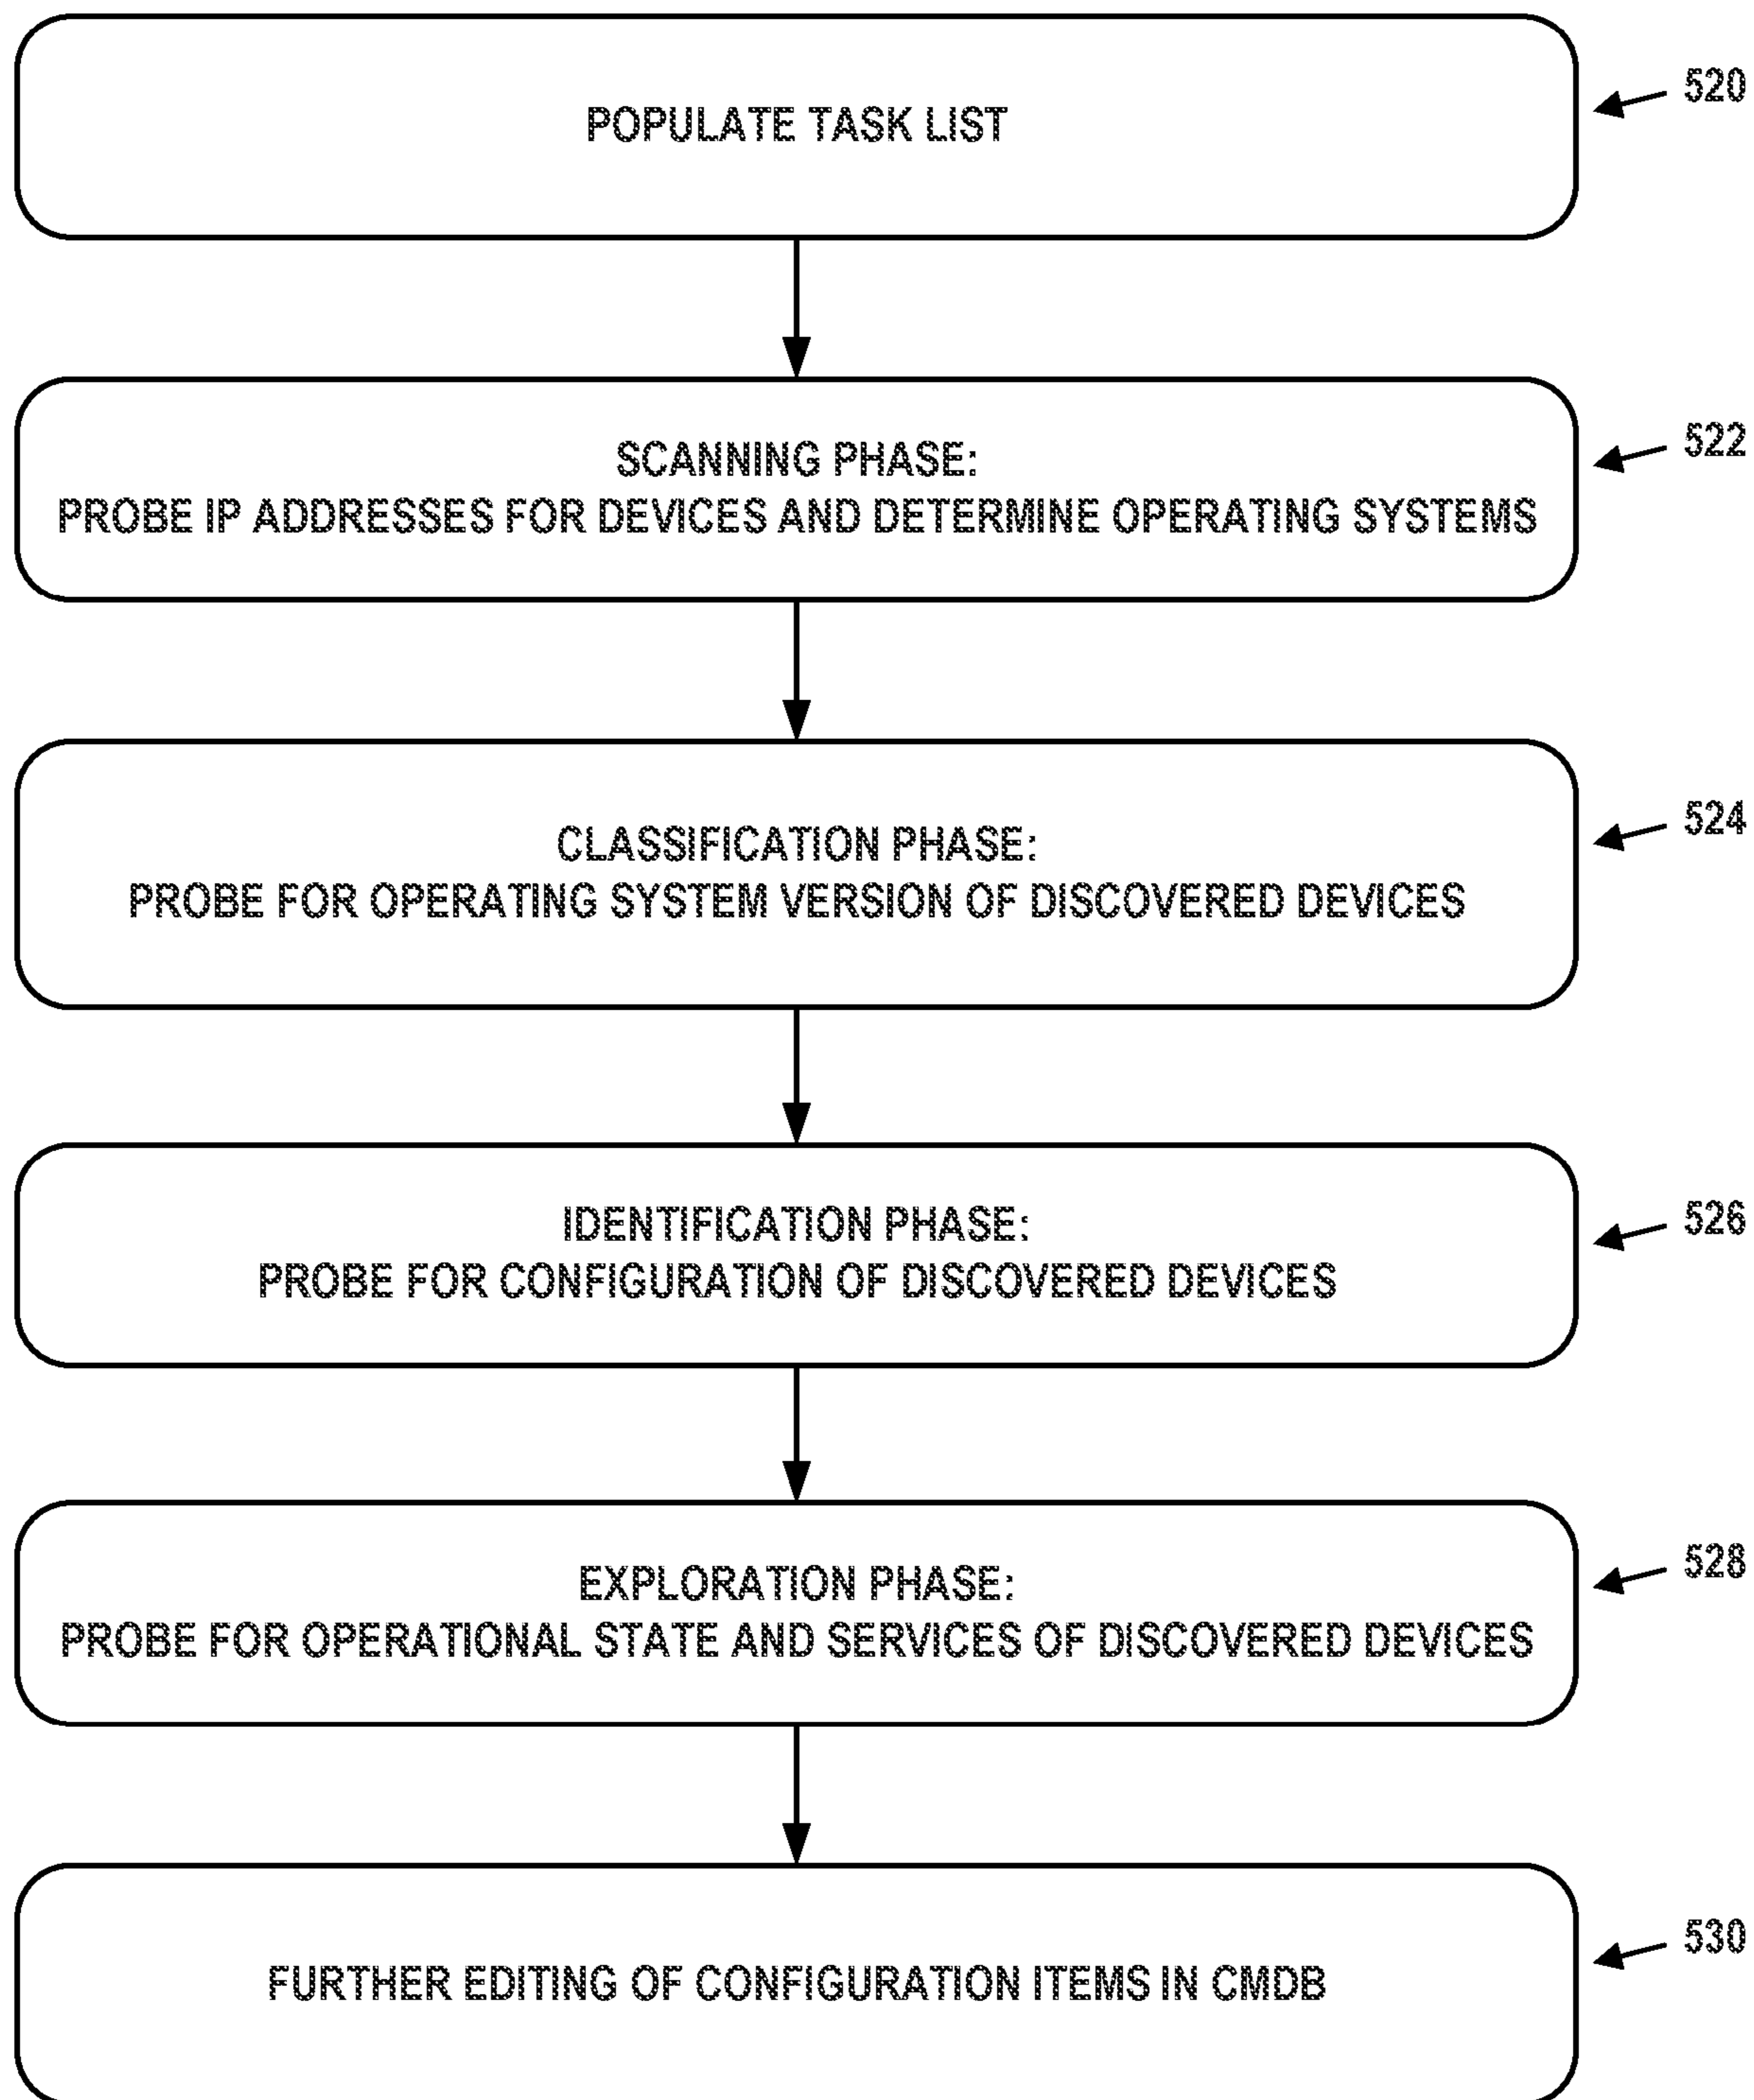 POPULATE TASK LIST
520
SCANNING PHASE:
PROBE IP ADDRESSES FOR DEVICES AND DETERMINE OPERATING SYSTEMS
522
CLASSIFICATION PHASE:
PROBE FOR OPERATING SYSTEM VERSION OF DISCOVERED DEVICES
524
IDENTIFICATION PHASE:
PROBE FOR CONFIGURATION OF DISCOVERED DEVICES
526
EXPLORATION PHASE:
PROBE FOR OPERATIONAL STATE AND SERVICES OF DISCOVERED DEVICES
528
FURTHER EDITING OF CONFIGURATION ITEMS IN CMDB
530